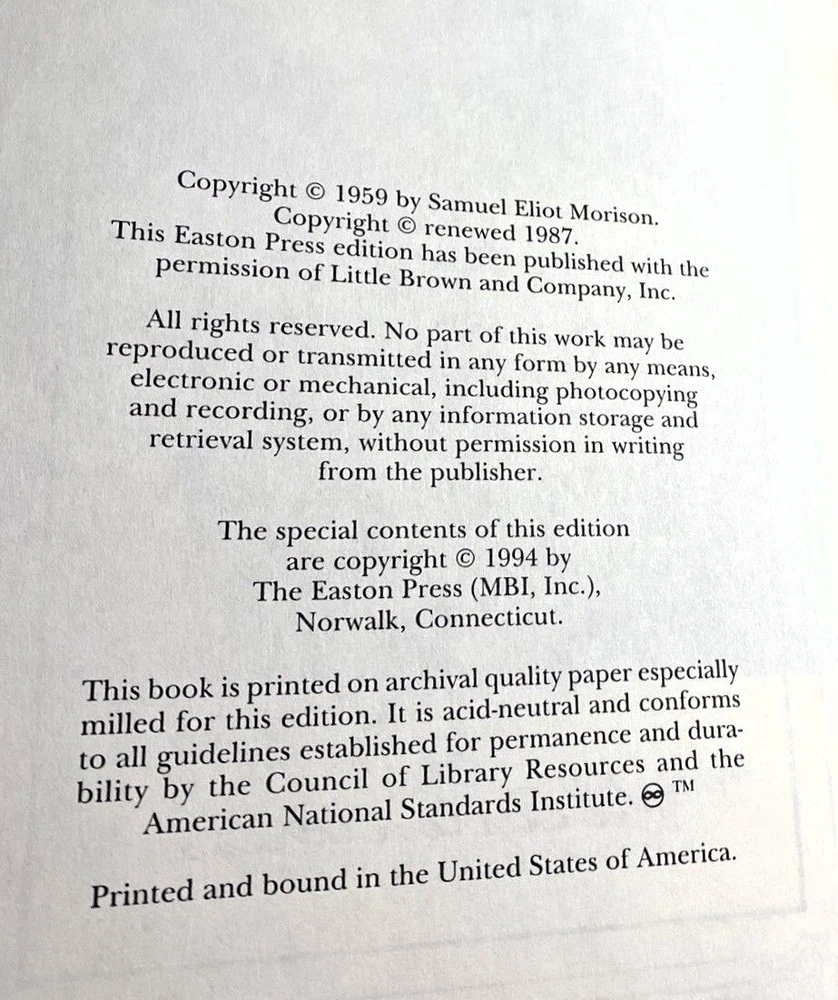 Copyright © 1959 by Samuel Eliot Morison.
Copyright © renewed 1987.
This Easton Press edition has been published with the
permission of Little Brown and Company, Inc.
All rights reserved. No part of this work may be
reproduced or transmitted in any form by any means,
electronic or mechanical, including photocopying
and recording, or by any information storage and
retrieval system, without permission in writing
from the publisher.
The special contents of this edition
are copyright © 1994 by
The Easton Press (MBI, Inc.),
Norwalk, Connecticut.
This book is printed on archival quality paper especially
milled for this edition. It is acid-neutral and conforms
to all guidelines established for permanence and dura-
bility by the Council of Library Resources and the
American National Standards Institute. ♾ ™
Printed and bound in the United States of America.